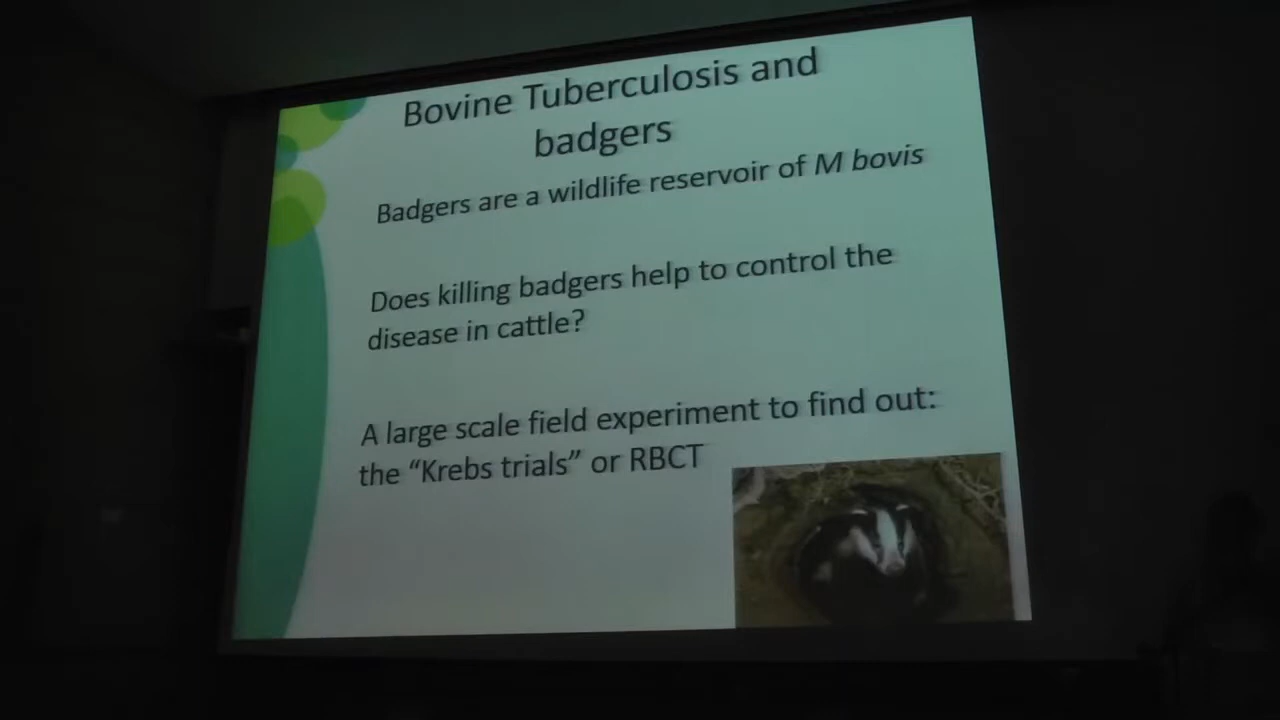 Bovine Tuberculosis and
badgers
Badgers are a wildlife reservoir of M bovis
Does killing badgers help to control the
disease in cattle?
A large scale field experiment to find out:
the “Krebs trials” or RBCT